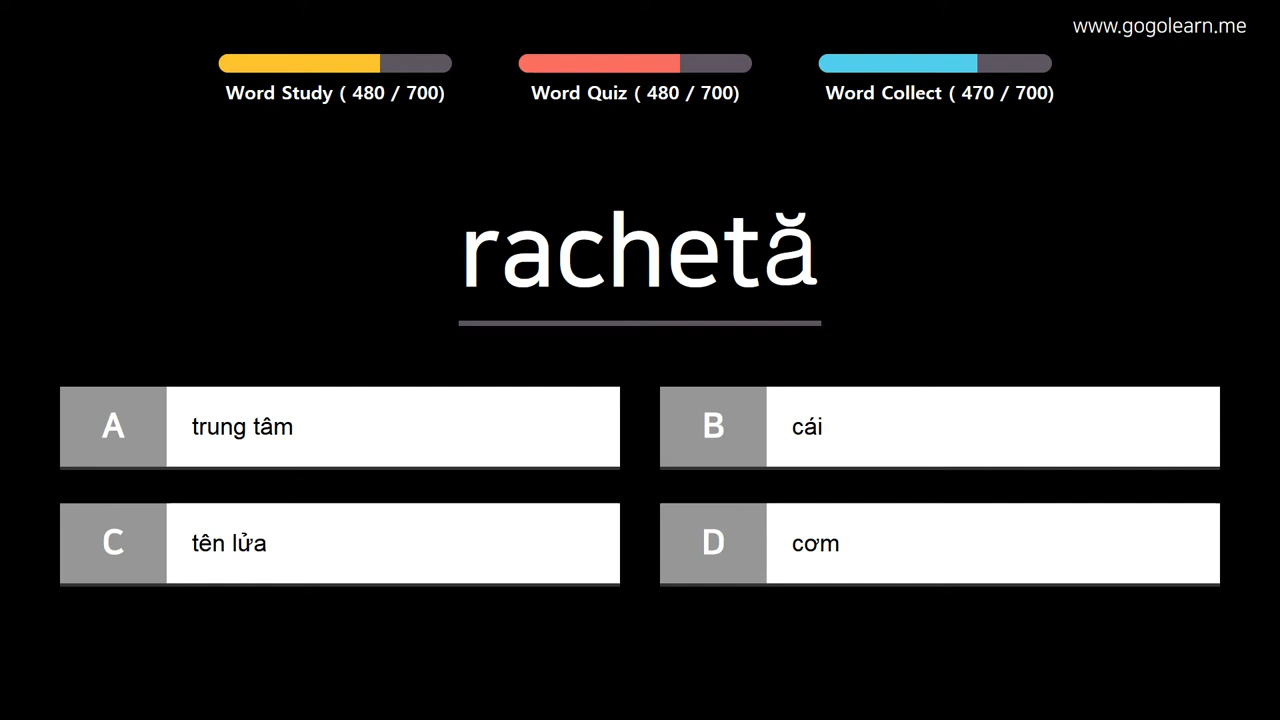 www.gogolearn.me
Word Study ( 480 / 700)
Word Quiz ( 480 / 700)
Word Collect ( 470 / 700)
rachetă
A trung tâm
B cái
C tên lửa
D cơm